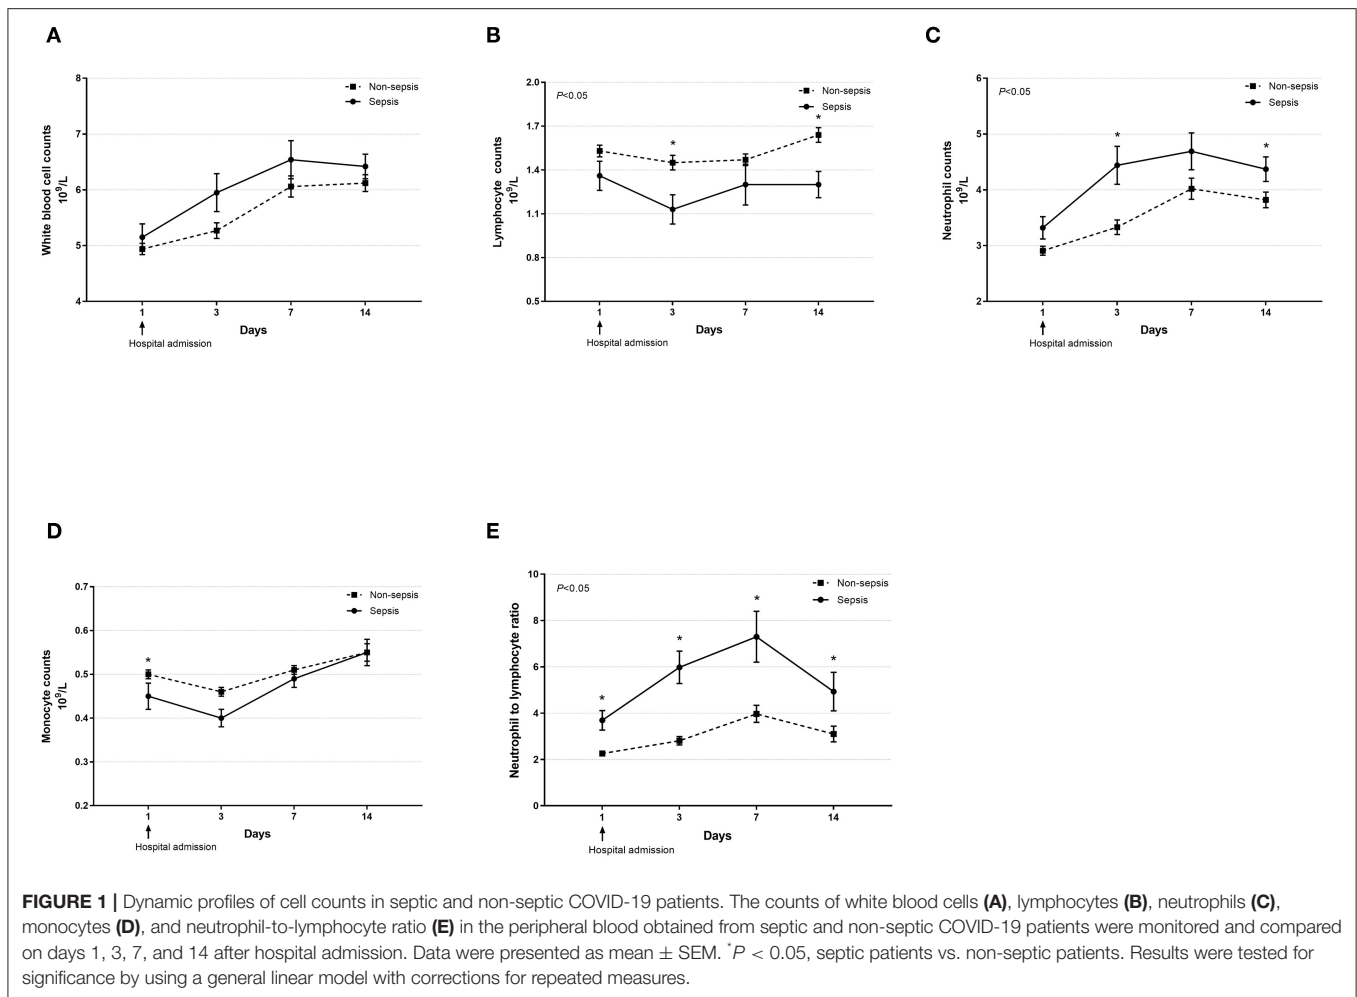 A
White blood cell counts
10⁹/L
8
7
6
5
4
Non-sepsis
Sepsis
1
3
7
14
Days
Hospital admission
B
Lymphocyte counts
10⁹/L
2.0
1.7
1.4
1.1
0.8
0.5
P<0.05
Non-sepsis
Sepsis
*
*
1
3
7
14
Days
Hospital admission
C
Neutrophil counts
10⁹/L
6
5
4
3
2
P<0.05
Non-sepsis
Sepsis
*
*
1
3
7
14
Days
Hospital admission
D
Monocyte counts
10⁹/L
0.7
0.6
0.5
0.4
0.3
0.2
Non-sepsis
Sepsis
*
1
3
7
14
Days
Hospital admission
E
Neutrophil to lymphocyte ratio
10
8
6
4
2
0
P<0.05
Non-sepsis
Sepsis
*
*
*
*
1
3
7
14
Days
Hospital admission
FIGURE 1 | Dynamic profiles of cell counts in septic and non-septic COVID-19 patients. The counts of white blood cells (A), lymphocytes (B), neutrophils (C),
monocytes (D), and neutrophil-to-lymphocyte ratio (E) in the peripheral blood obtained from septic and non-septic COVID-19 patients were monitored and compared
on days 1, 3, 7, and 14 after hospital admission. Data were presented as mean ± SEM. *P < 0.05, septic patients vs. non-septic patients. Results were tested for
significance by using a general linear model with corrections for repeated measures.